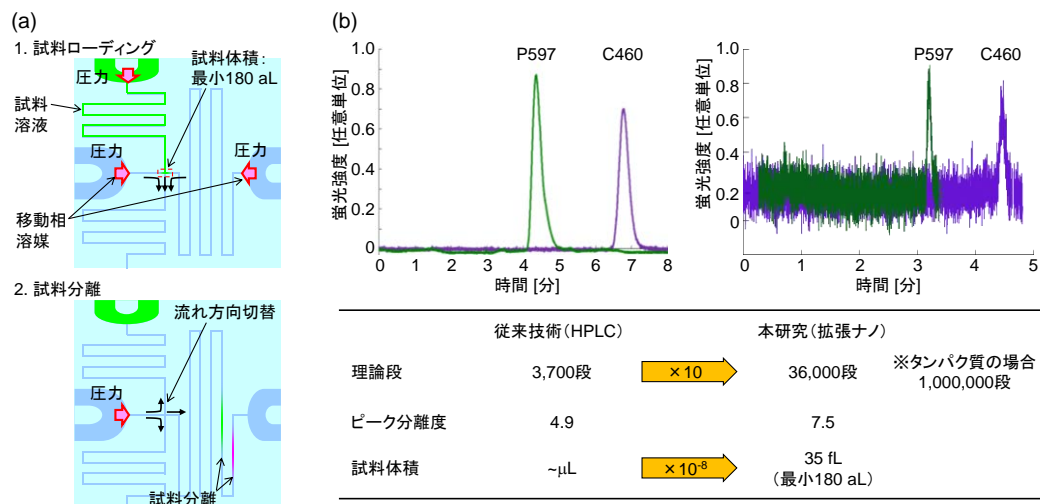 (a)
1. 試料ローディング
圧力
試料体積:
最小180 aL
試料
溶液
圧力
圧力
移動相
溶媒
2. 試料分離
流れ方向切替
圧力
試料分離
(b)
蛍光強度 [任意単位]
1.0
0.8
0.6
0.4
0.2
0
P597
C460
0 1 2 3 4 5 6 7 8
時間 [分]
蛍光強度 [任意単位]
1.0
0.8
0.6
0.4
0.2
0
P597
C460
0 1 2 3 4 5
時間 [分]
従来技術(HPLC) 本研究(拡張ナノ)
理論段 3,700段 ×10 36,000段 ※タンパク質の場合
1,000,000段
ピーク分離度 4.9 7.5
試料体積 ~μL ×10⁻⁸ 35 fL
(最小180 aL)